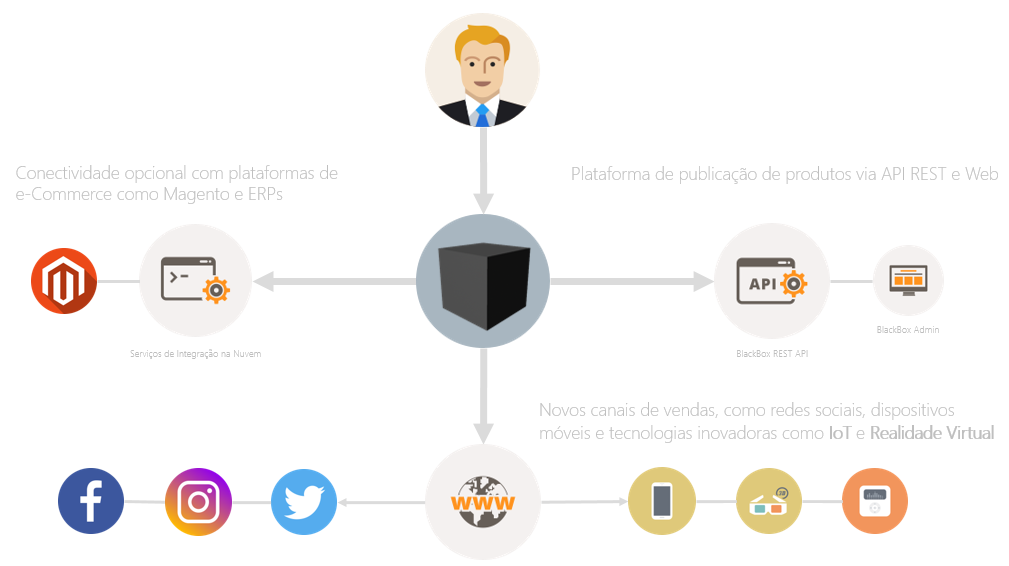 Conectividade opcional com plataformas de
e-Commerce como Magento e ERPs
Plataforma de publicação de produtos via API REST e Web
API
Serviços de Integração na Nuvem
BlackBox REST API
BlackBox Admin
Novos canais de vendas, como redes sociais, dispositivos
móveis e tecnologias inovadoras como IoT e Realidade Virtual
www
3D